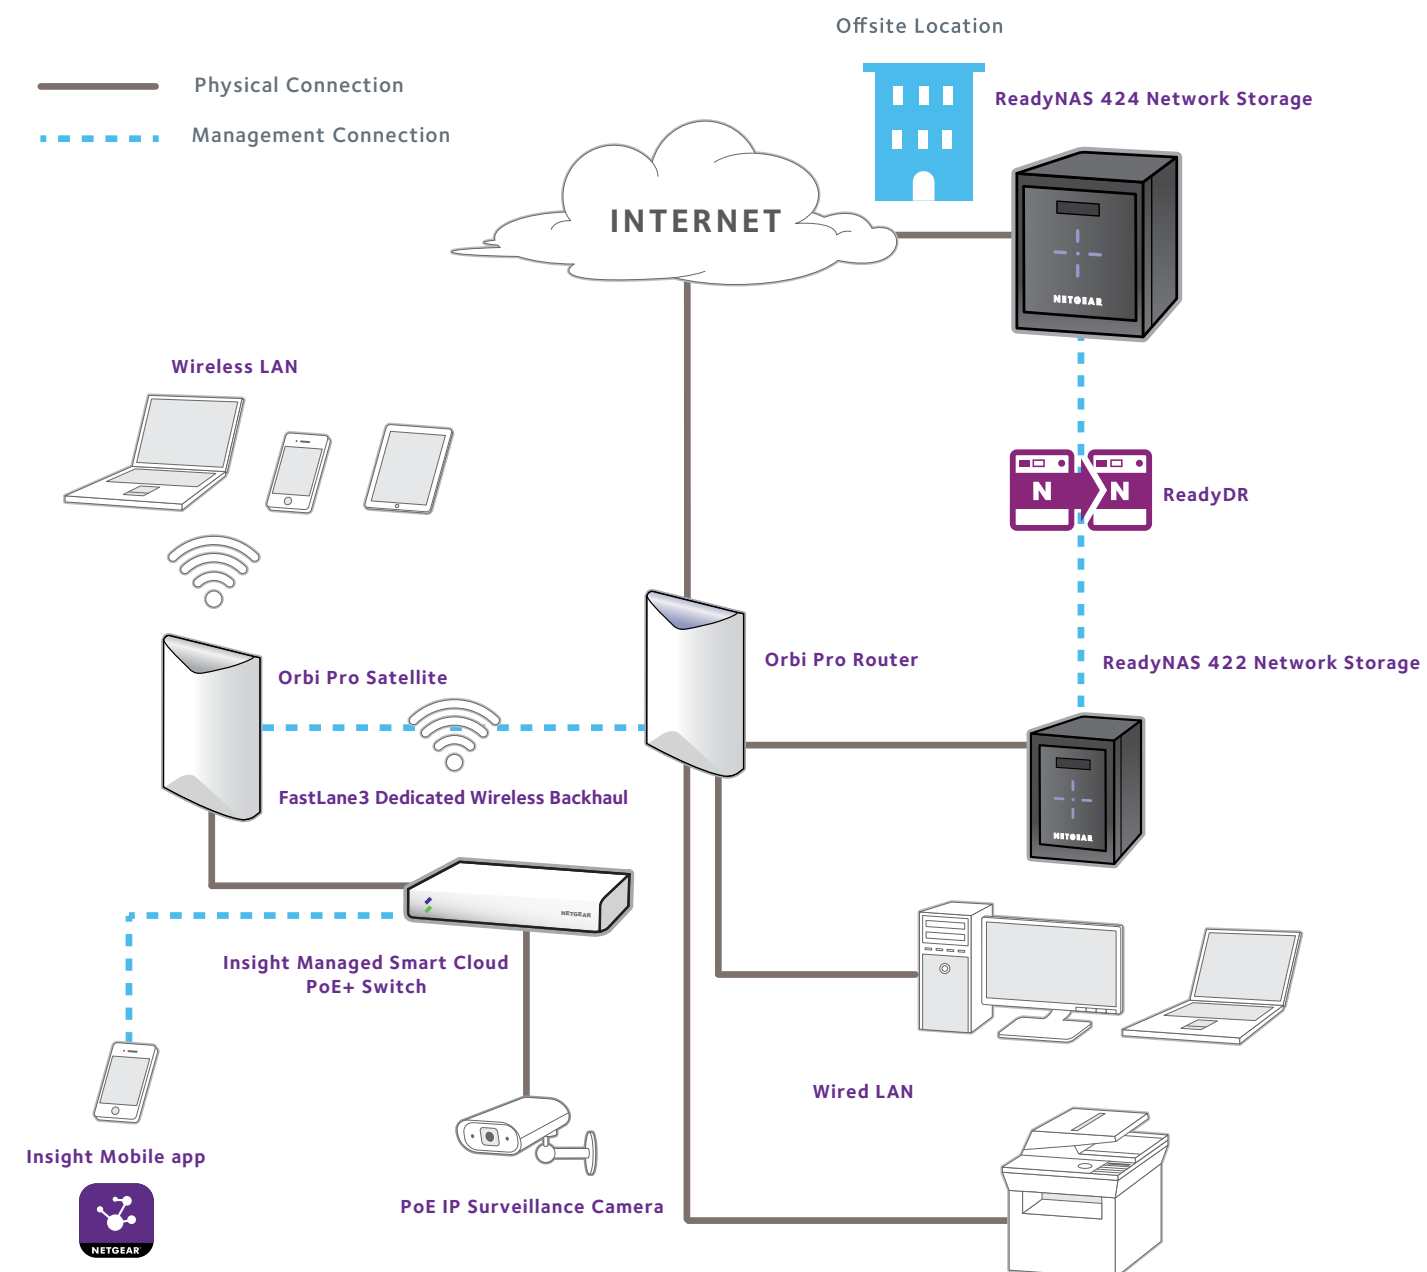 Offsite Location
Physical Connection
ReadyNAS 424 Network Storage
Management Connection
INTERNET
NETGEAR
Wireless LAN
N N
ReadyDR
Orbi Pro Router
ReadyNAS 422 Network Storage
Orbi Pro Satellite
FastLane3 Dedicated Wireless Backhaul
NETGEAR
NETGEAR
Insight Managed Smart Cloud
PoE+ Switch
Wired LAN
Insight Mobile app
PoE IP Surveillance Camera
NETGEAR